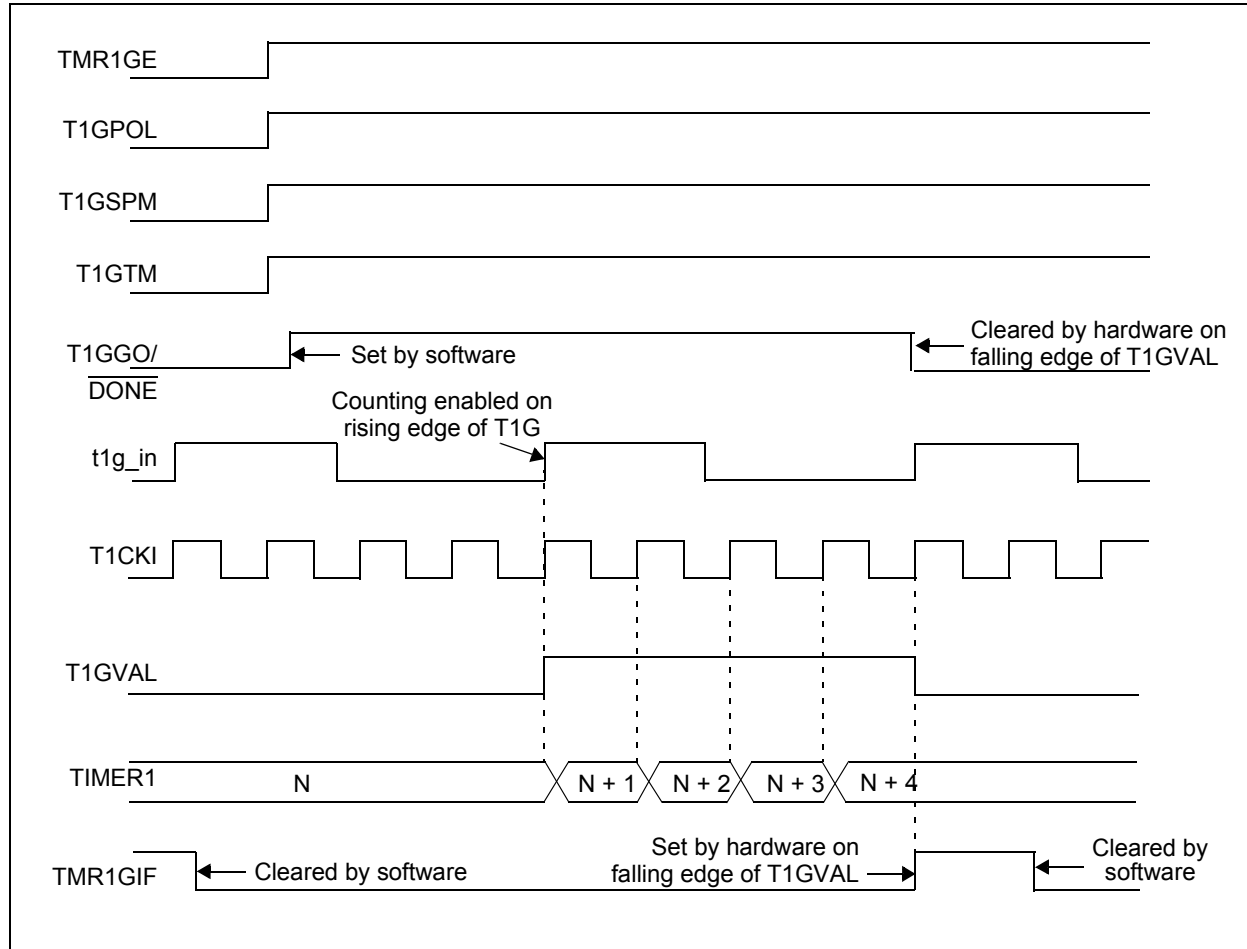 TMR1GE
T1GPOL
T1GSPM
T1GTM
T1GGO/
DONE
Set by software
Cleared by hardware on
falling edge of T1GVAL
Counting enabled on
rising edge of T1G
t1g_in
T1CKI
T1GVAL
TIMER1
N
N + 1
N + 2
N + 3
N + 4
TMR1GIF
Cleared by software
Set by hardware on
falling edge of T1GVAL
Cleared by
software